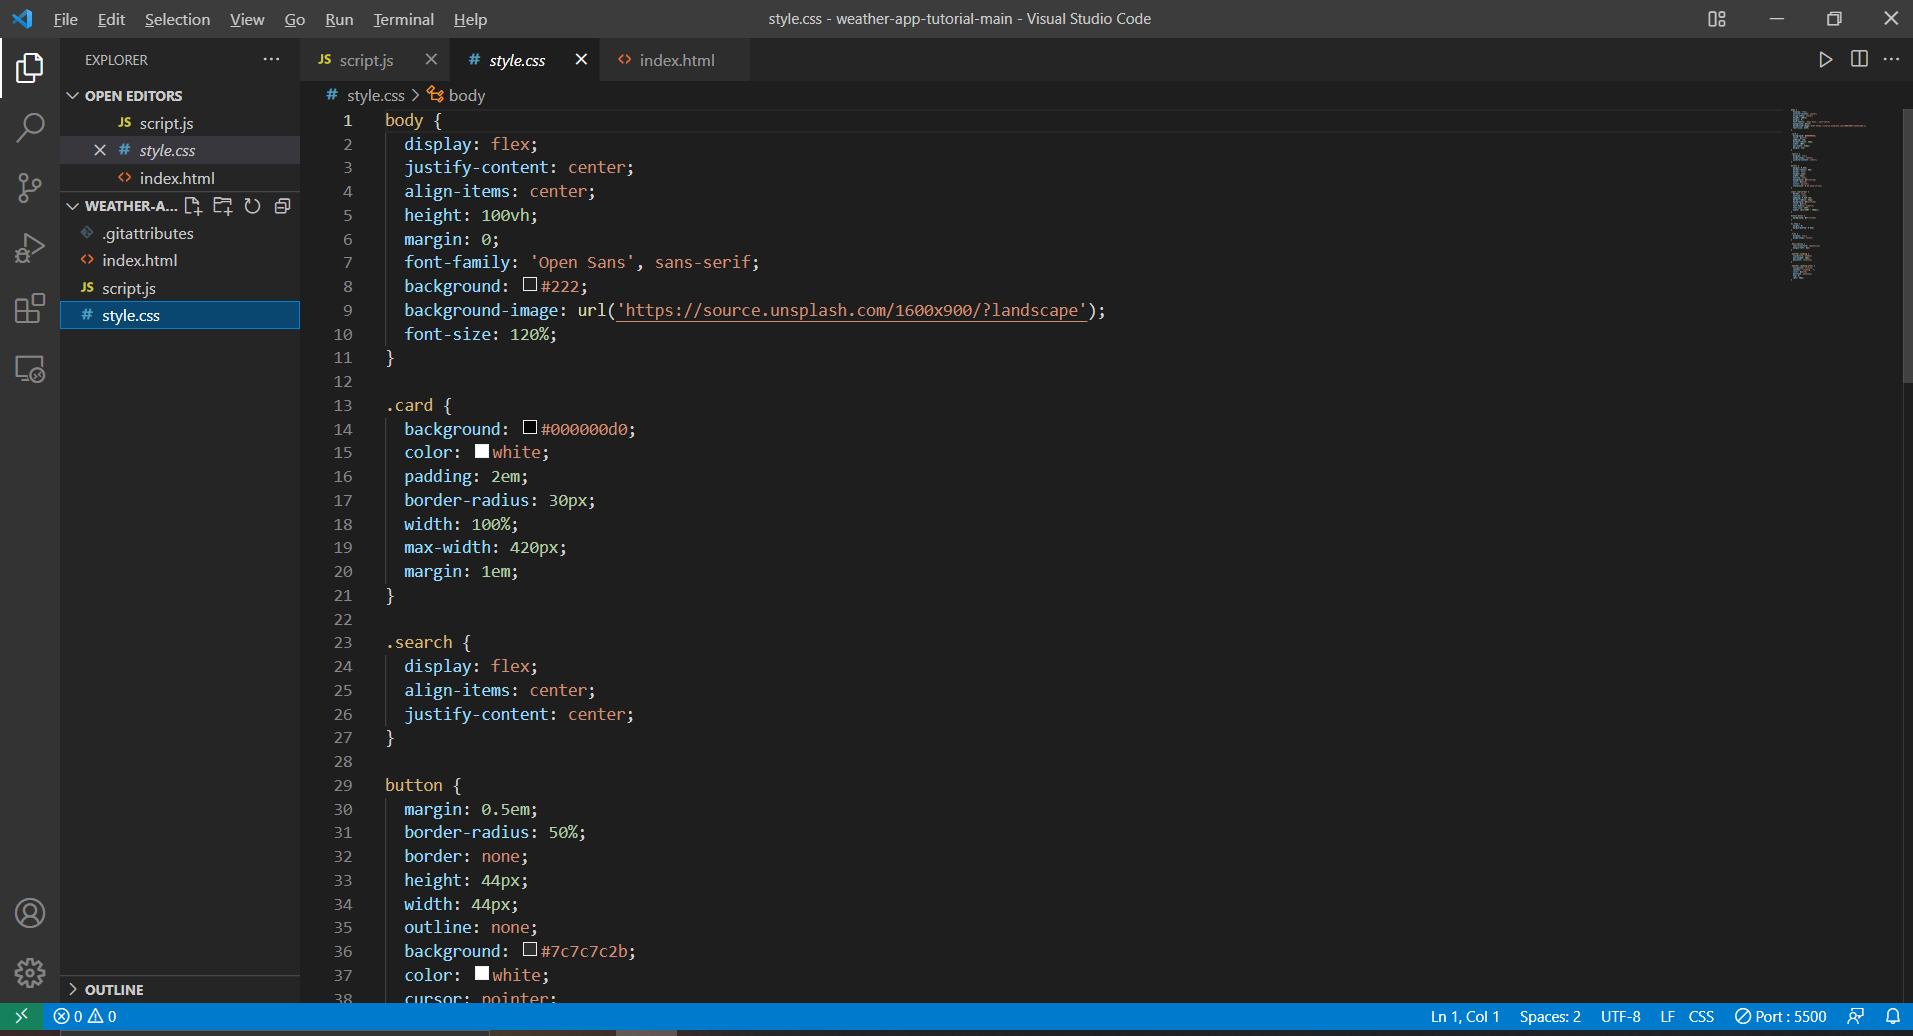 File Edit Selection View Go Run Terminal Help
style.css - weather-app-tutorial-main - Visual Studio Code
EXPLORER
OPEN EDITORS
JS script.js
# style.css
<> index.html
WEATHER-A...
.gitattributes
<> index.html
JS script.js
# style.css
OUTLINE
JS script.js # style.css <> index.html
# style.css > body
1 body {
2 display: flex;
3 justify-content: center;
4 align-items: center;
5 height: 100vh;
6 margin: 0;
7 font-family: 'Open Sans', sans-serif;
8 background: #222;
9 background-image: url('https://source.unsplash.com/1600x900/?landscape');
10 font-size: 120%;
11 }
12
13 .card {
14 background: #000000d0;
15 color: white;
16 padding: 2em;
17 border-radius: 30px;
18 width: 100%;
19 max-width: 420px;
20 margin: 1em;
21 }
22
23 .search {
24 display: flex;
25 align-items: center;
26 justify-content: center;
27 }
28
29 button {
30 margin: 0.5em;
31 border-radius: 50%;
32 border: none;
33 height: 44px;
34 width: 44px;
35 outline: none;
36 background: #7c7c7c2b;
37 color: white;
38 cursor: pointer;
0 0
Ln 1, Col 1 Spaces: 2 UTF-8 LF CSS Port : 5500